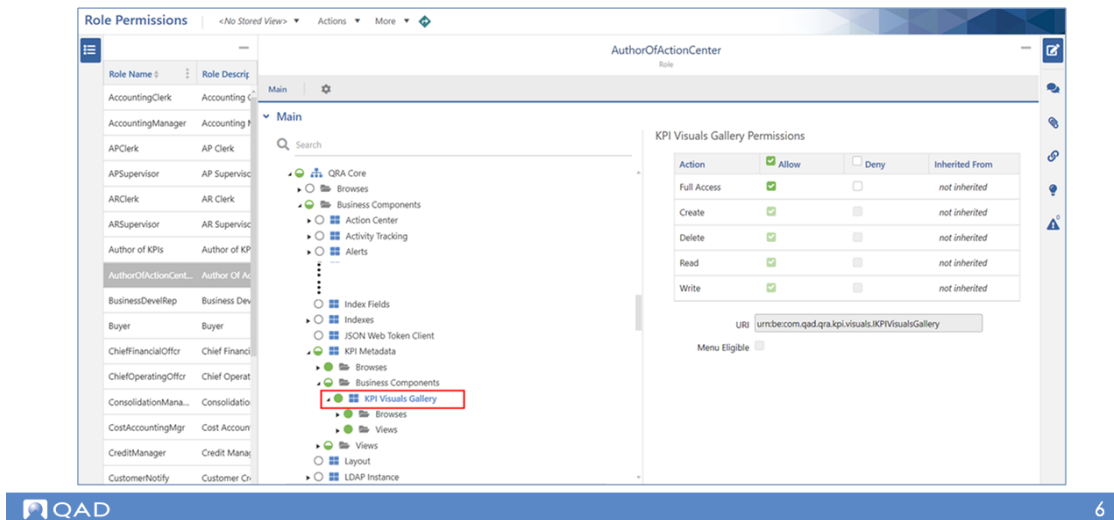 Role Permissions <No Stored View> Actions More
AuthorOfActionCenter
Role
Role Name Role Descrip
AccountingClerk Accounting
AccountingManager Accounting
APClerk AP Clerk
APSupervisor AP Supervisc
ARClerk AR Clerk
ARSupervisor AR Supervisc
Author of KPIs Author of KP
AuthorOfActionCent... Author Of Ac
BusinessDevelRep Business Dev
Buyer Buyer
ChiefFinancialOffcr Chief Financi
ChiefOperatingOffcr Chief Operat
ConsolidationMana... Consolidatio
CostAccountingMgr Cost Accoun
CreditManager Credit Manag
CustomerNotify Customer Cr
Main
Main
Search
QRA Core
Browses
Business Components
Action Center
Activity Tracking
Alerts
Index Fields
Indexes
JSON Web Token Client
KPI Metadata
Browses
Business Components
KPI Visuals Gallery
Browses
Views
Views
Layout
LDAP Instance
KPI Visuals Gallery Permissions
Action Allow Deny Inherited From
Full Access not inherited
Create not inherited
Delete not inherited
Read not inherited
Write not inherited
URI urn:be:com.qad.qra.kpi.visuals.IKPIVisualsGallery
Menu Eligible
0
QAD 6